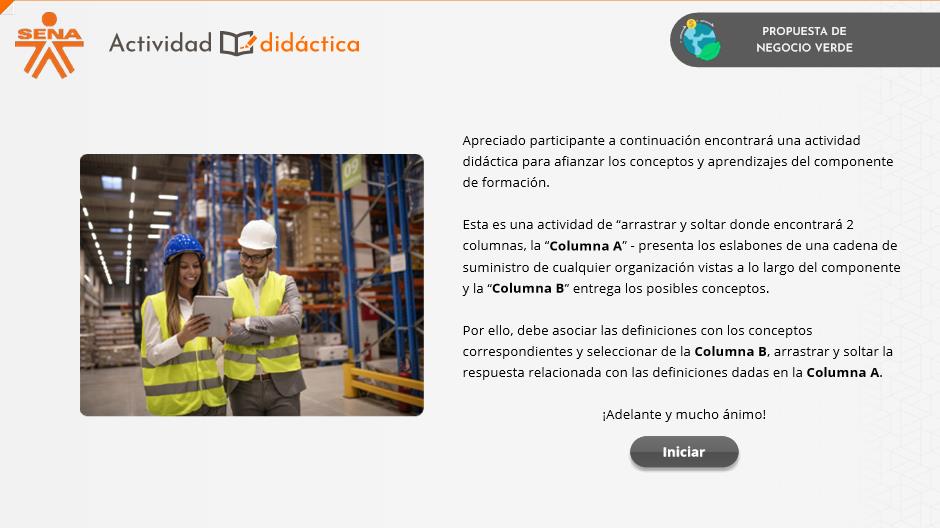 SENA
Actividad didáctica
PROPUESTA DE
NEGOCIO VERDE
09
Apreciado participante a continuación encontrará una actividad
didáctica para afianzar los conceptos y aprendizajes del componente
de formación.
Esta es una actividad de “arrastrar y soltar donde encontrará 2
columnas, la “Columna A” - presenta los eslabones de una cadena de
suministro de cualquier organización vistas a lo largo del componente
y la “Columna B” entrega los posibles conceptos.
Por ello, debe asociar las definiciones con los conceptos
correspondientes y seleccionar de la Columna B, arrastrar y soltar la
respuesta relacionada con las definiciones dadas en la Columna A.
¡Adelante y mucho ánimo!
Iniciar